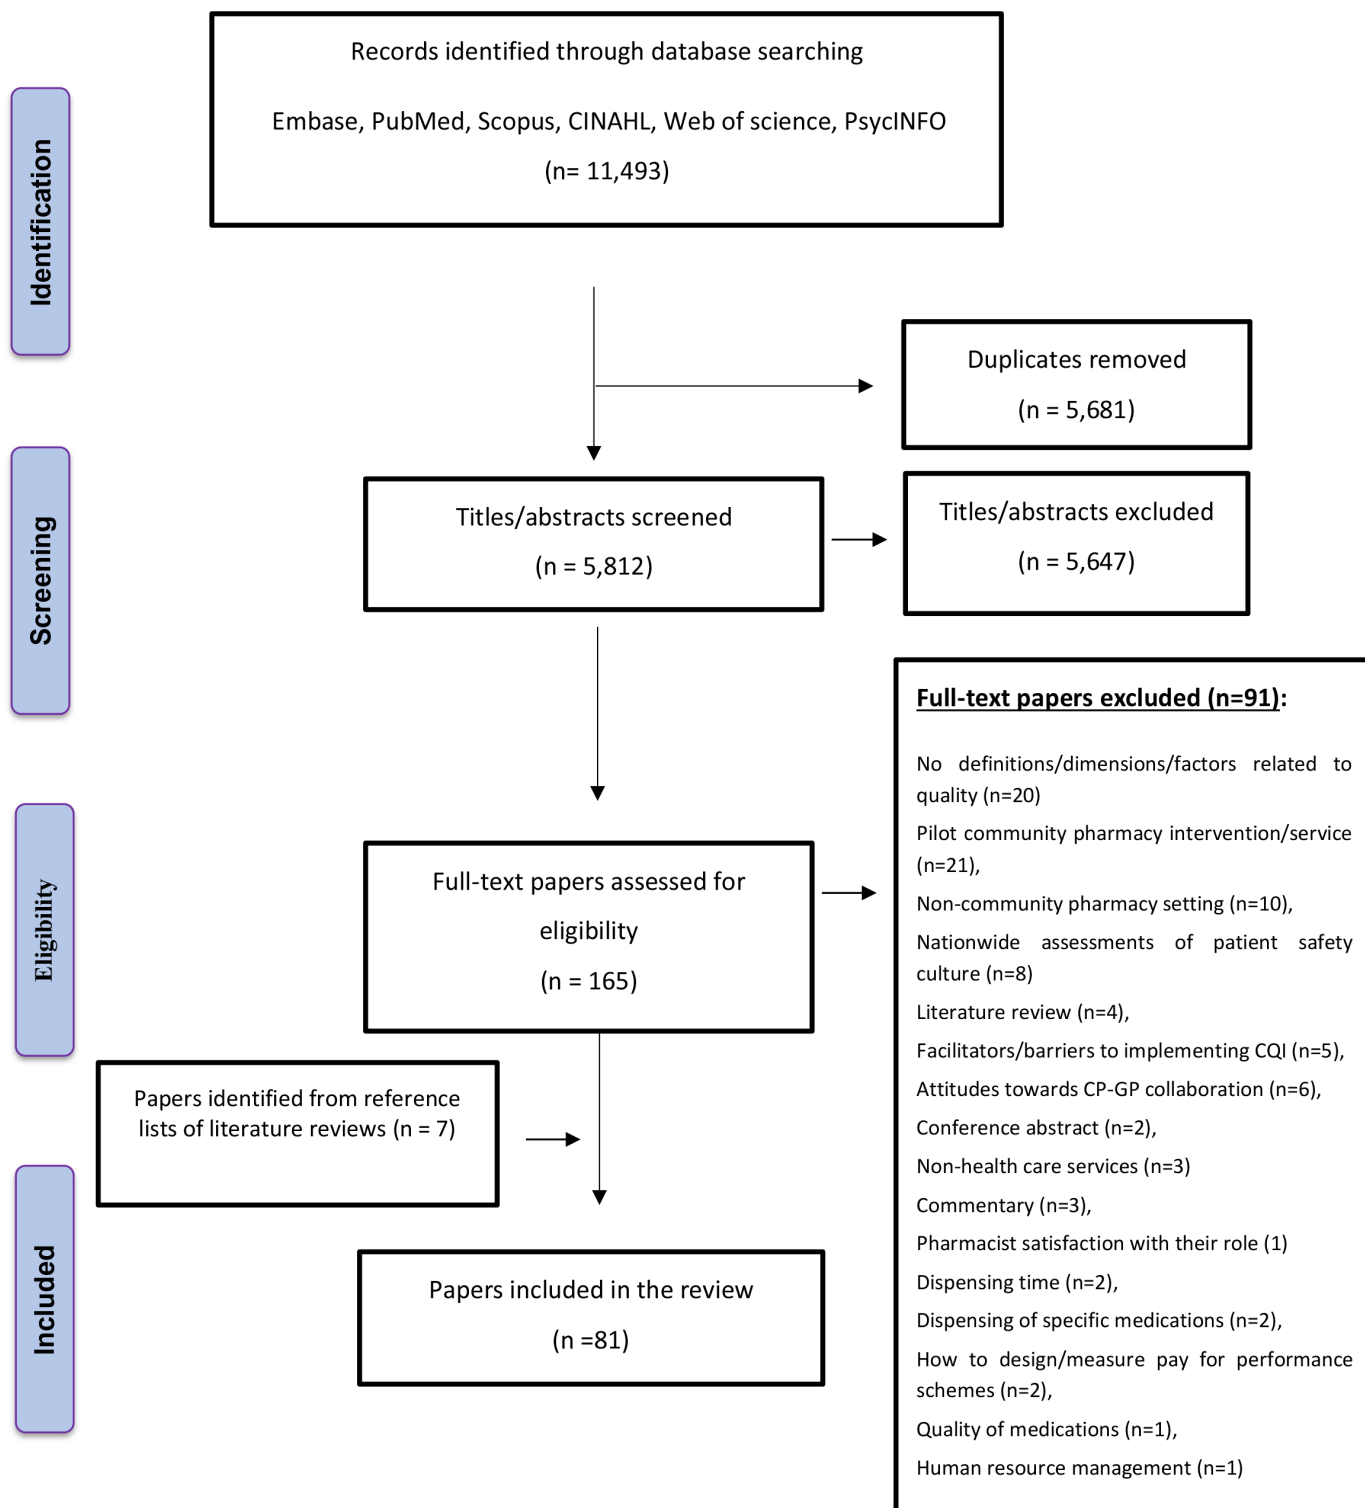 Records identified through database searching
Embase, PubMed, Scopus, CINAHL, Web of science, PsycINFO
(n= 11,493)
Identification
Duplicates removed
(n = 5,681)
Screening
Titles/abstracts screened
(n = 5,812)
Titles/abstracts excluded
(n = 5,647)
Eligibility
Full-text papers assessed for
eligibility
(n = 165)
Full-text papers excluded (n=91):
No definitions/dimensions/factors related to
quality (n=20)
Pilot community pharmacy intervention/service
(n=21),
Non-community pharmacy setting (n=10),
Nationwide assessments of patient safety
culture (n=8)
Literature review (n=4),
Facilitators/barriers to implementing CQI (n=5),
Attitudes towards CP-GP collaboration (n=6),
Conference abstract (n=2),
Non-health care services (n=3)
Commentary (n=3),
Pharmacist satisfaction with their role (1)
Dispensing time (n=2),
Dispensing of specific medications (n=2),
How to design/measure pay for performance
schemes (n=2),
Quality of medications (n=1),
Human resource management (n=1)
Papers identified from reference
lists of literature reviews (n = 7)
Included
Papers included in the review
(n =81)